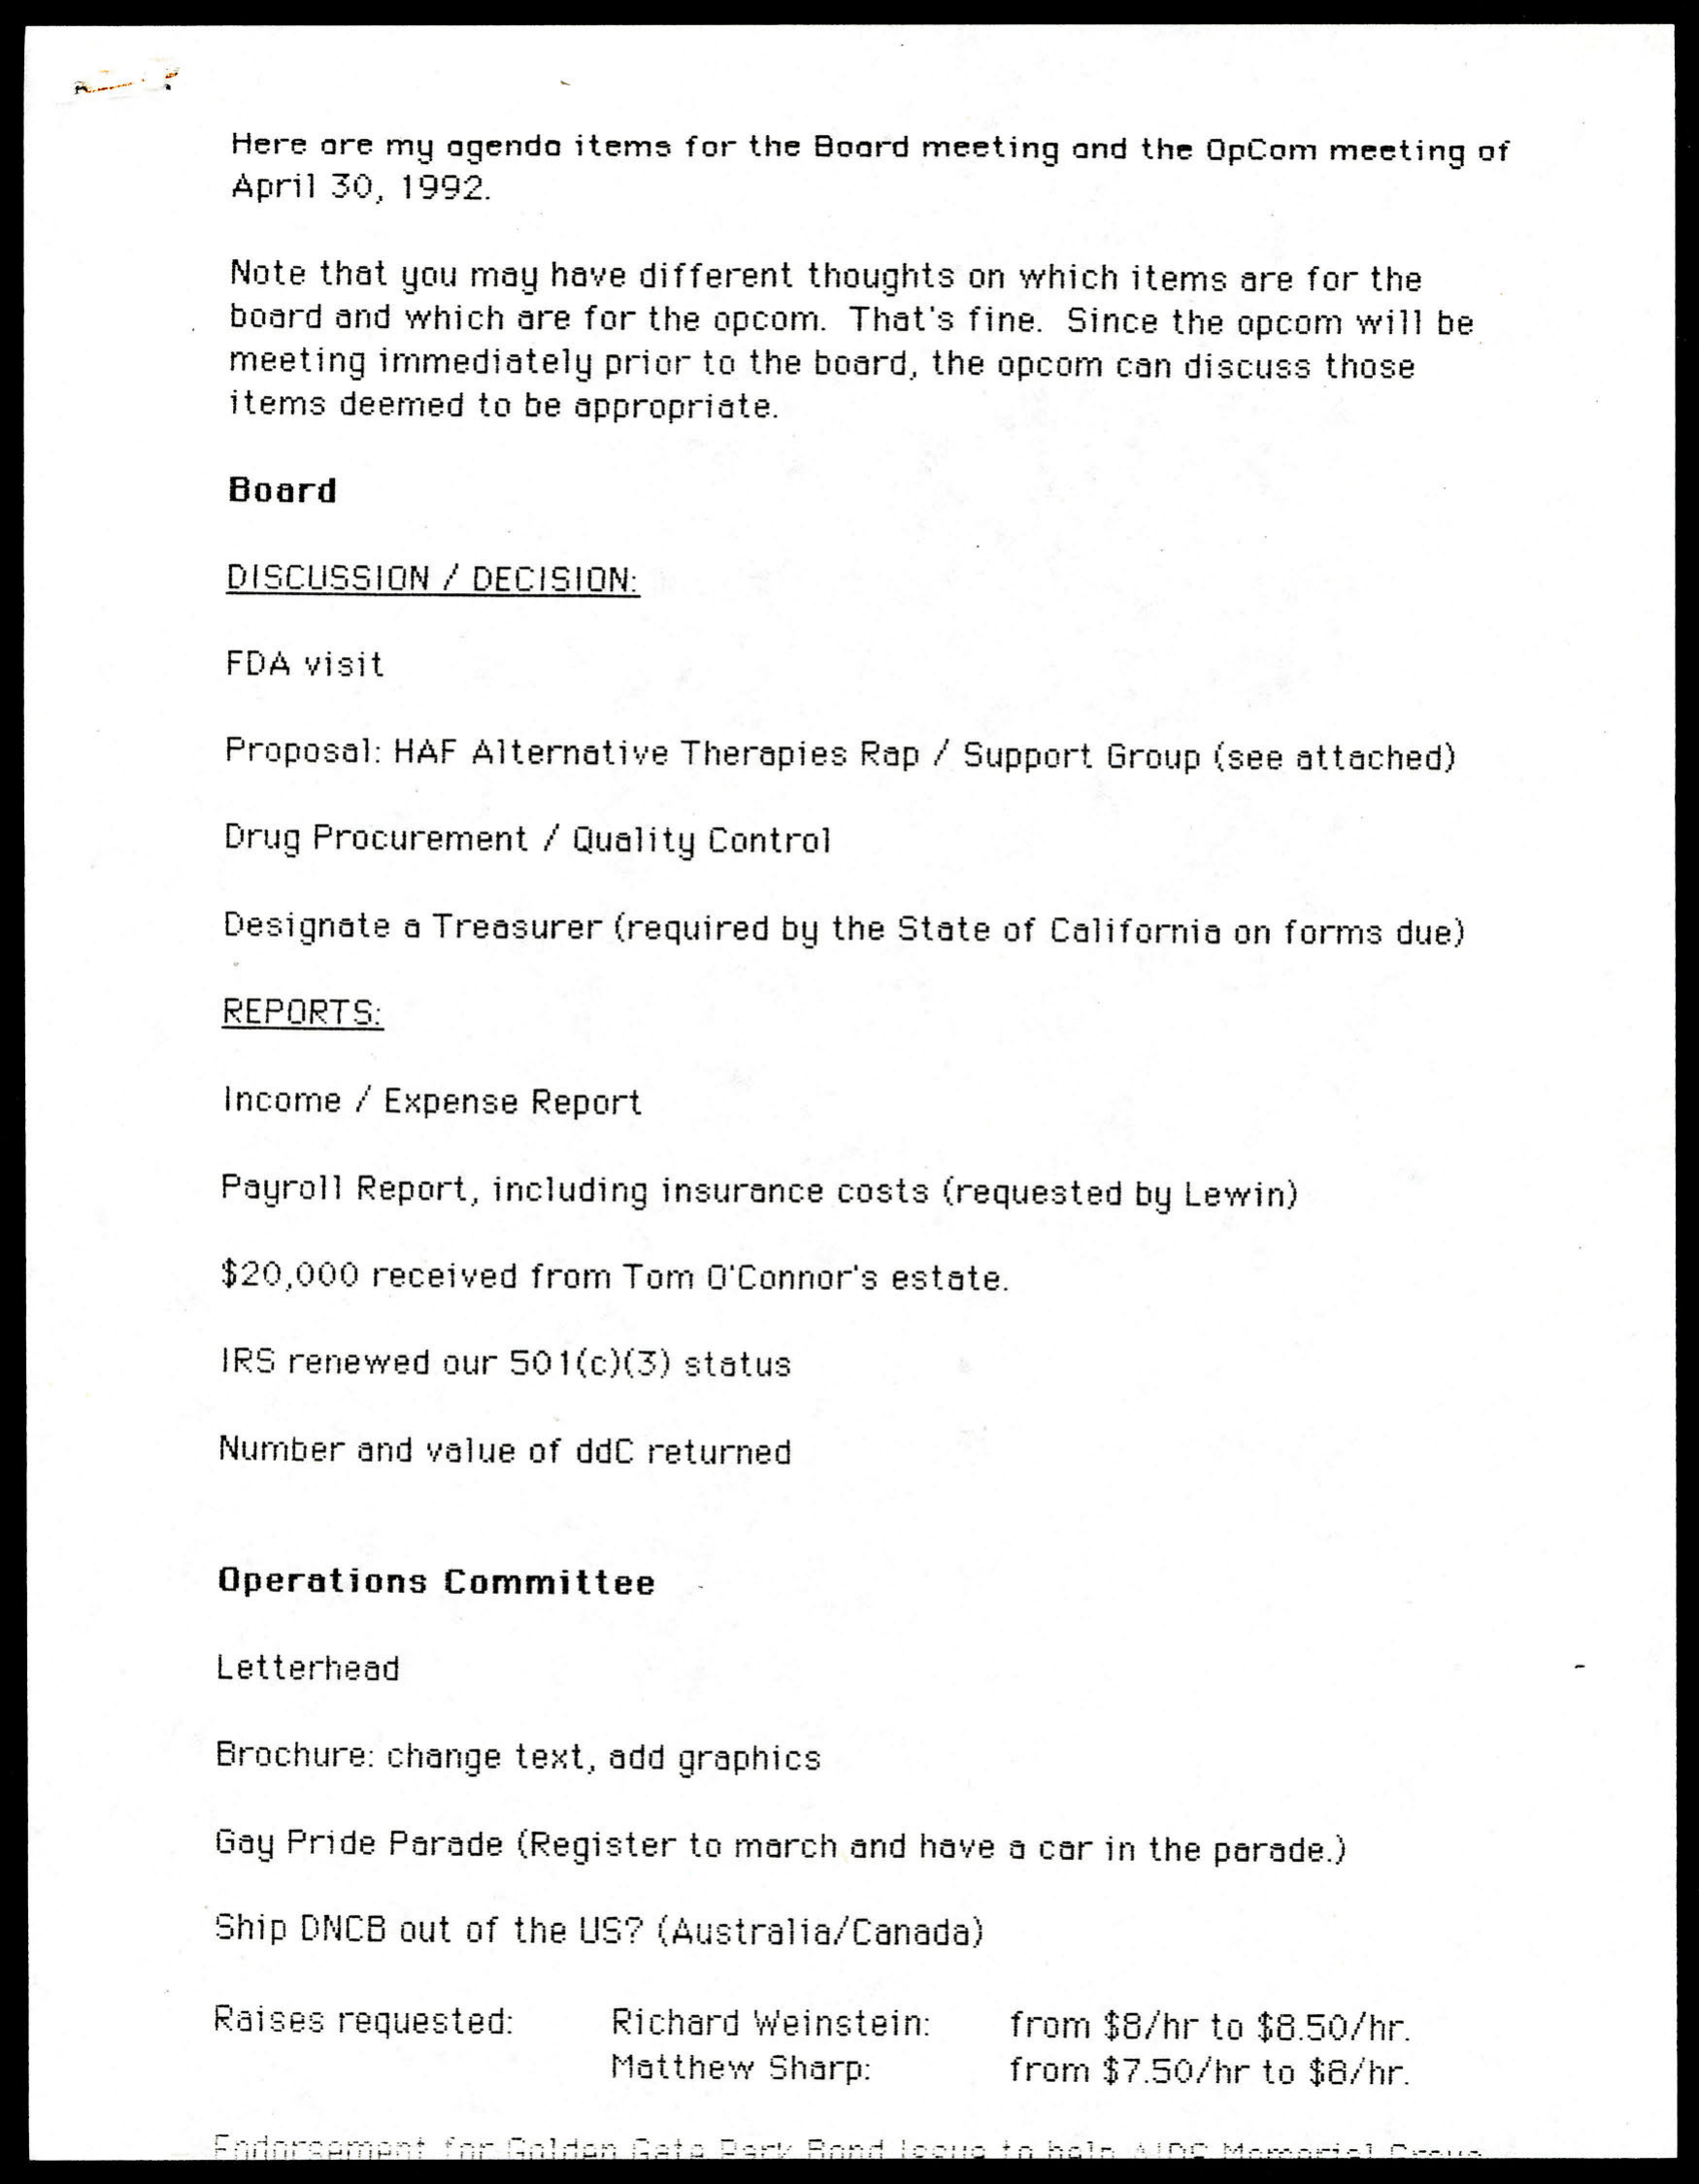 Here are my agenda items for the Board meeting and the OpCom meeting of
April 30, 1992.
Note that you may have different thoughts on which items are for the
board and which are for the opcom.  That's fine.  Since the opcom will be
meeting immediately prior to the board, the opcom can discuss those
items deemed to be appropriate.
Board
DISCUSSION / DECISION:
FDA visit
Proposal: HAF Alternative Therapies Rap / Support Group (see attached)
Drug Procurement / Quality Control
Designate a Treasurer (required by the State of California on forms due)
REPORTS:
Income / Expense Report
Payroll Report, including insurance costs (requested by Lewin)
$20,000 received from Tom O'Connor's estate.
IRS renewed our 501(c)(3) status
Number and value of ddC returned
Operations Committee
Letterhead
Brochure: change text, add graphics
Gay Pride Parade (Register to march and have a car in the parade.)
Ship DNCB out of the US? (Australia/Canada)
Raises requested: Richard Weinstein: from $8/hr to $8.50/hr.
Matthew Sharp: from $7.50/hr to $8/hr.
Endorsement for Golden Gate Park Bond Issue to help AIDS Memorial Grove